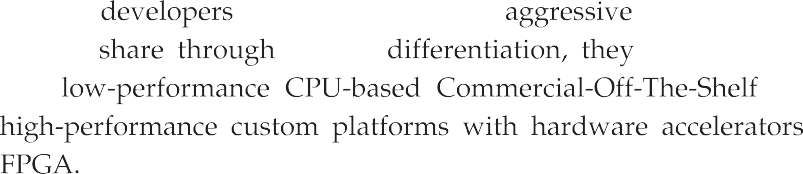 developers aggressive
share through differentiation, they
low-performance CPU-based Commercial-Off-The-Shelf
high-performance custom platforms with hardware accelerators
FPGA.